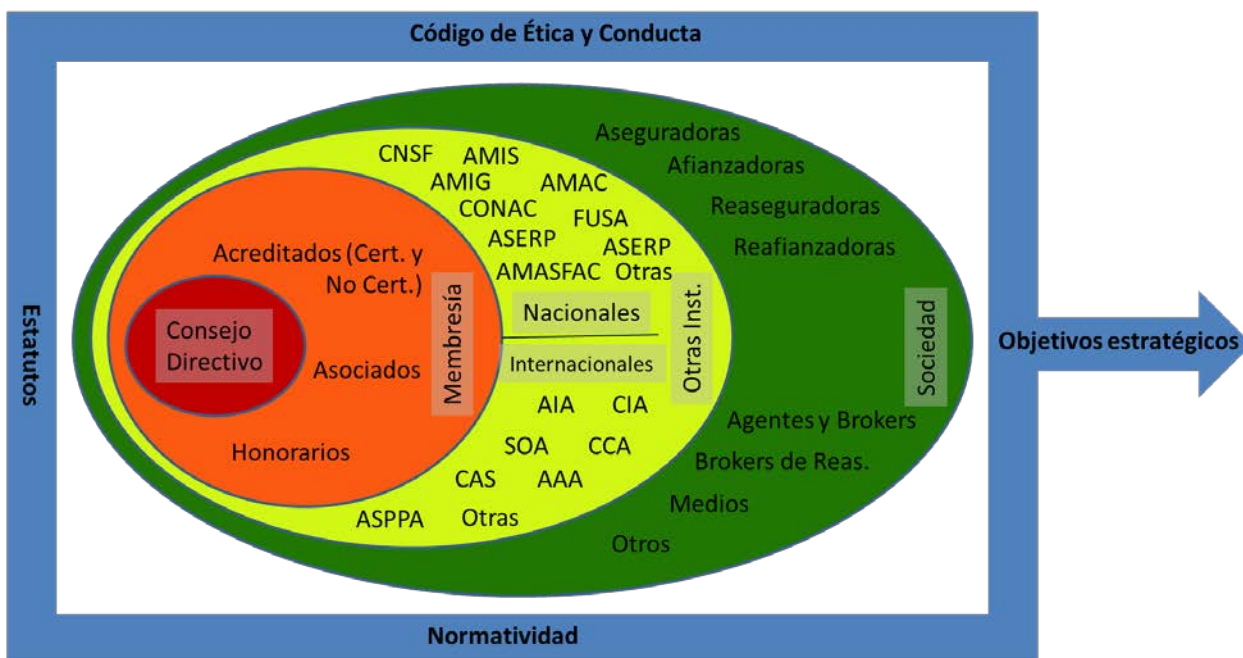 Código de Ética y Conducta
Estatutos
Consejo
Directivo
Acreditados (Cert. y
No Cert.)
Asociados
Honorarios
Membresía
CNSF AMIS
AMIG AMAC
CONAC FUSA
ASERP ASERP
AMASFAC Otras
Nacionales
Internacionales
AIA CIA
SOA CCA
CAS AAA
ASPPA Otras
Otras Inst.
Aseguradoras
Afianzadoras
Reaseguradoras
Reafianzadoras
Sociedad
Agentes y Brokers
Brokers de Reas.
Medios
Otros
Objetivos estratégicos
Normatividad